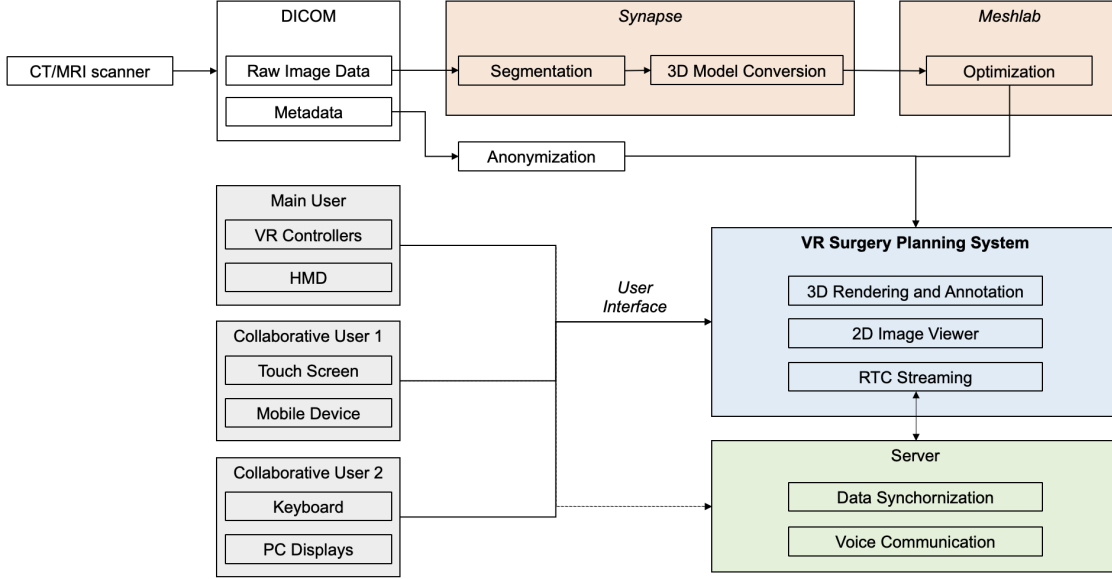 DICOM
Synapse
Meshlab
CT/MRI scanner
Raw Image Data
Segmentation
3D Model Conversion
Optimization
Metadata
Anonymization
Main User
VR Controllers
HMD
User
Interface
VR Surgery Planning System
3D Rendering and Annotation
2D Image Viewer
RTC Streaming
Collaborative User 1
Touch Screen
Mobile Device
Collaborative User 2
Keyboard
PC Displays
Server
Data Synchornization
Voice Communication